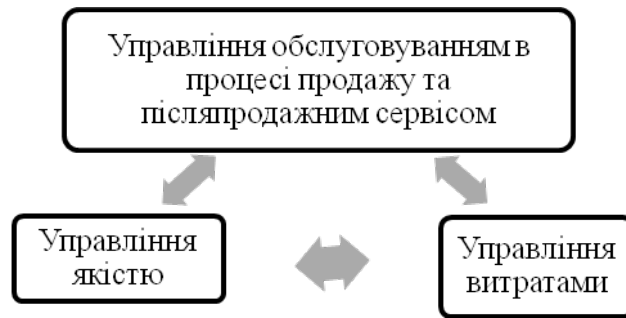 Управління обслуговуванням в
процесі продажу та
післяпродажним сервісом
Управління
якістю
Управління
витратами